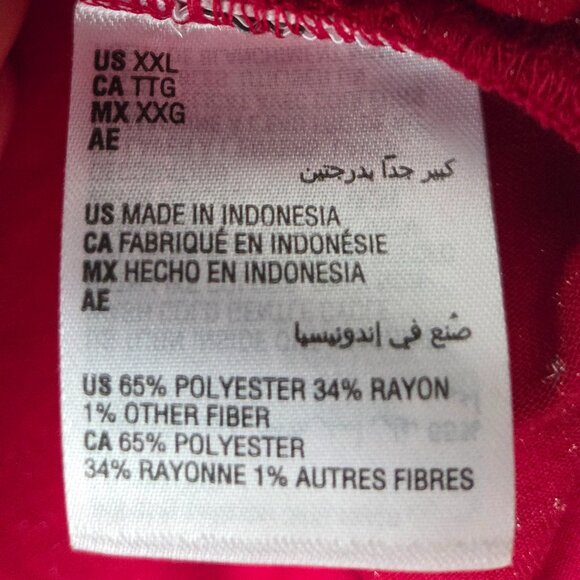 US XXL
CA TTG
MX XXG
AE
كبير جدًا بدرجتين
US MADE IN INDONESIA
CA FABRIQUÉ EN INDONÉSIE
MX HECHO EN INDONESIA
AE
صُنع في إندونيسيا
US 65% POLYESTER 34% RAYON
1% OTHER FIBER
CA 65% POLYESTER
34% RAYONNE 1% AUTRES FIBRES